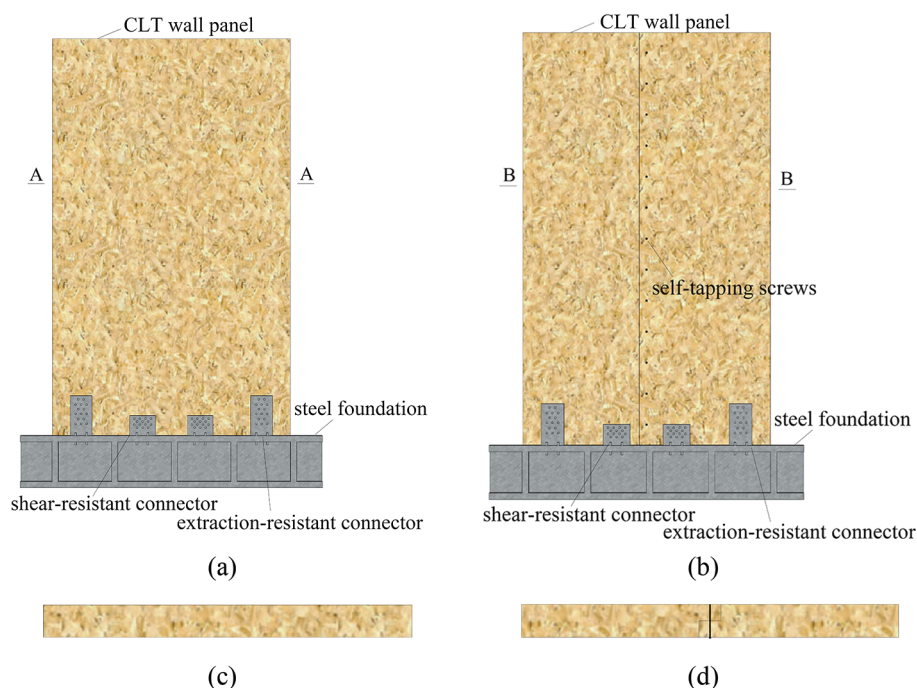 CLT wall panel
A
A
steel foundation
shear-resistant connector
extraction-resistant connector
(a)
CLT wall panel
B
B
self-tapping screws
steel foundation
shear-resistant connector
extraction-resistant connector
(b)
(c)
(d)